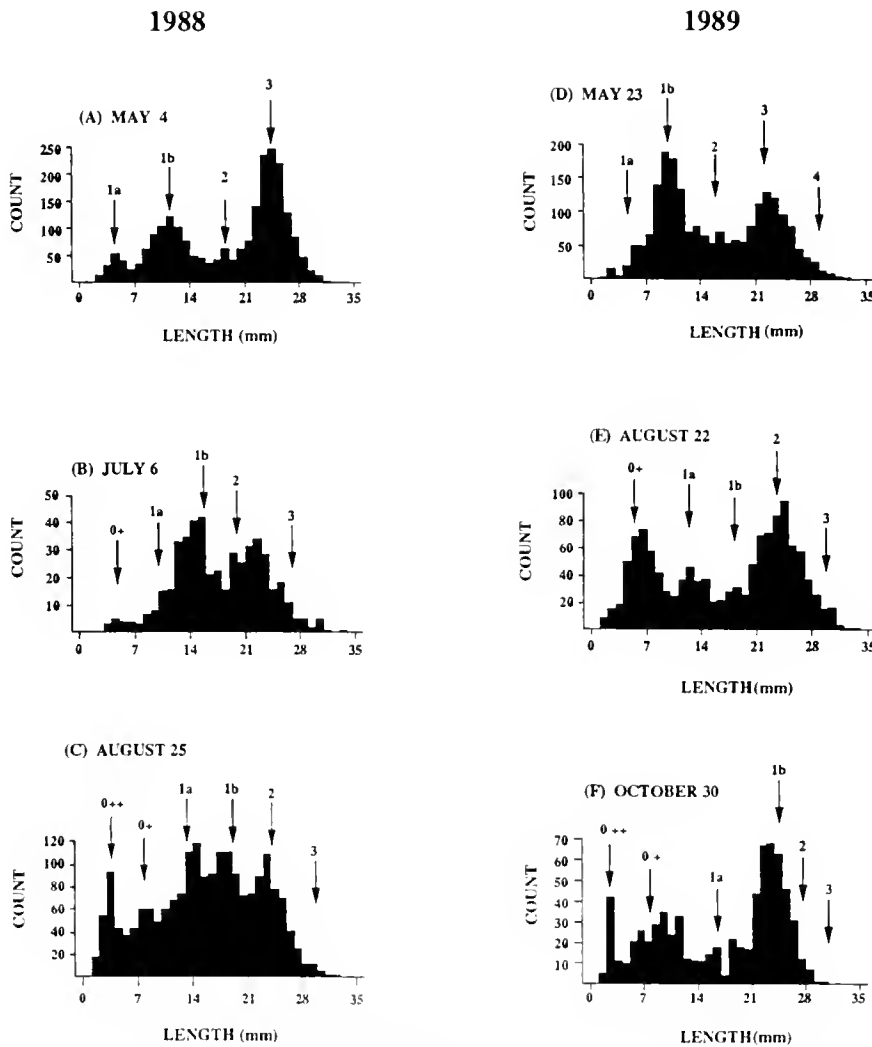 1988
1989
(A) MAY 4
1a
1b
2
3
COUNT
250
200
150
100
50
0 7 14 21 28 35
LENGTH (mm)
(D) MAY 23
1a
1b
2
3
4
COUNT
200
150
100
50
7 14 21 28 35
LENGTH (mm)
(B) JULY 6
0+
1a
1b
2
3
COUNT
50
40
30
20
10
0 7 14 21 28 35
(E) AUGUST 22
0+
1a
1b
2
3
COUNT
100
80
60
40
20
0 7 14 21 28 35
LENGTH(mm)
(C) AUGUST 25
0++
0+
1a
1b
2
3
COUNT
120
100
80
60
40
20
0 7 14 21 28 35
LENGTH (mm)
(F) OCTOBER 30
0 ++
0 +
1a
1b
2
3
COUNT
70
60
50
40
30
20
10
0 7 14 21 28 35
LENGTH(mm)